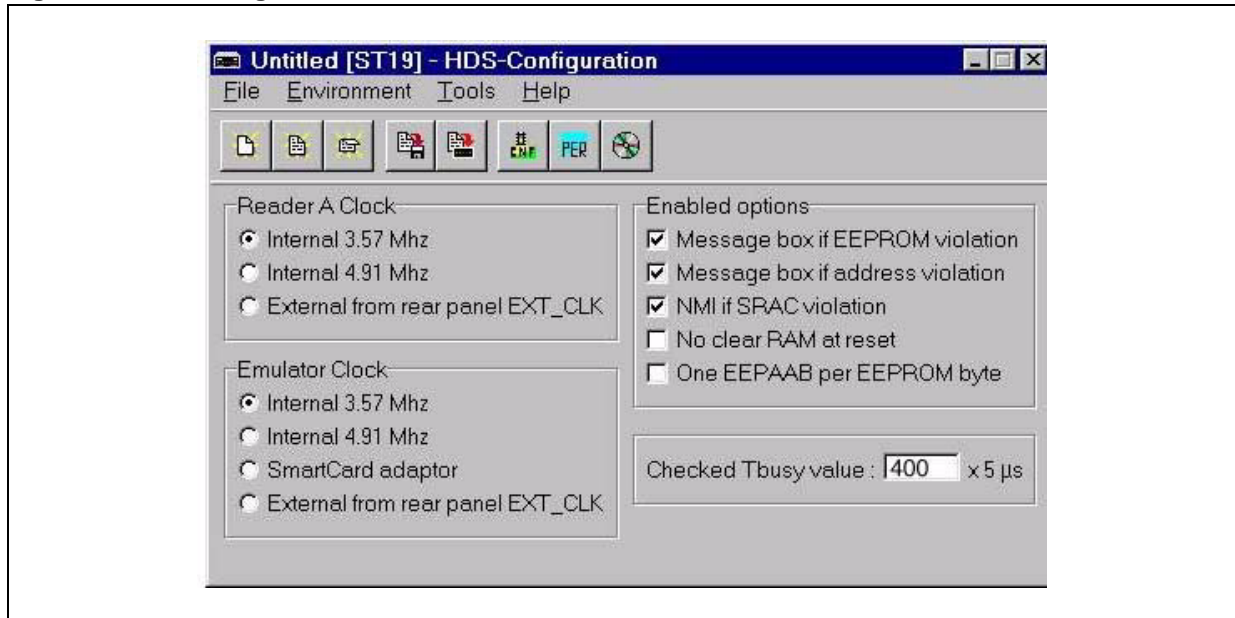 Untitled [ST19] - HDS-Configuration
File Environment Tools Help
CNF PER
Reader A Clock
Internal 3.57 Mhz
Internal 4.91 Mhz
External from rear panel EXT_CLK
Emulator Clock
Internal 3.57 Mhz
Internal 4.91 Mhz
SmartCard adaptor
External from rear panel EXT_CLK
Enabled options
Message box if EEPROM violation
Message box if address violation
NMI if SRAC violation
No clear RAM at reset
One EEPAAB per EEPROM byte
Checked Tbusy value : 400 x 5 µs